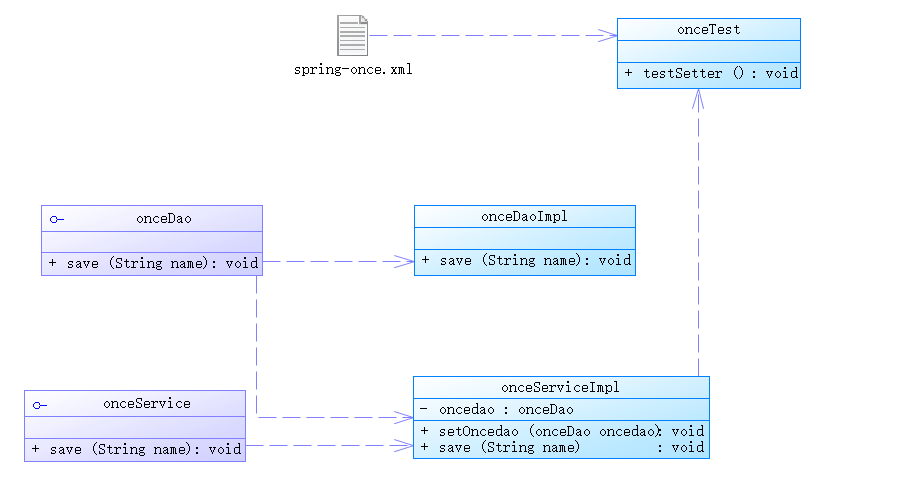 onceTest
+ testSetter () : void
spring-once.xml
onceDao
+ save (String name): void
onceDaoImpl
+ save (String name): void
onceService
+ save (String name): void
onceServiceImpl
- oncedao : onceDao
+ setOncedao (onceDao oncedao): void
+ save (String name) : void